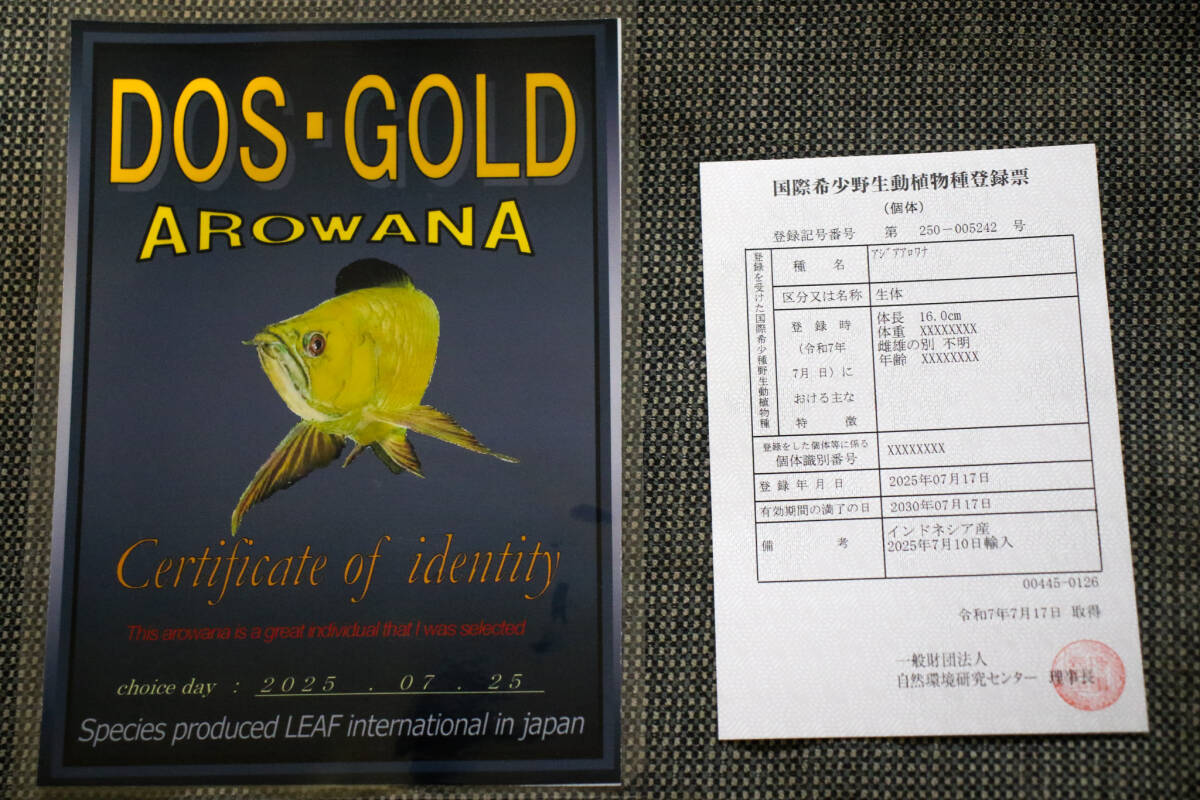 DOS・GOLD
AROWANA
Certificate of identity
This arowana is a great individual that I was selected
choice day : 2025 . 07 . 25
Species produced LEAF international in japan
国際希少野生動植物種登録票
(個体)
登録記号番号 第 250-005242 号
登録を受けた国際希少種野生動植物種
種 名 アジアアロワナ
区分又は名称 生体
登録時
(令和7年
7月 日)に
おける主な
特 徴
体長 16.0cm
体重 XXXXXXXX
雌雄の別 不明
年齢 XXXXXXXX
登録をした個体等に係る
個体識別番号 XXXXXXXX
登録年月日 2025年07月17日
有効期間の満了の日 2030年07月17日
備 考
インドネシア産
2025年7月10日輸入
00445-0126
令和7年7月17日 取得
一般財団法人
自然環境研究センター 理事長